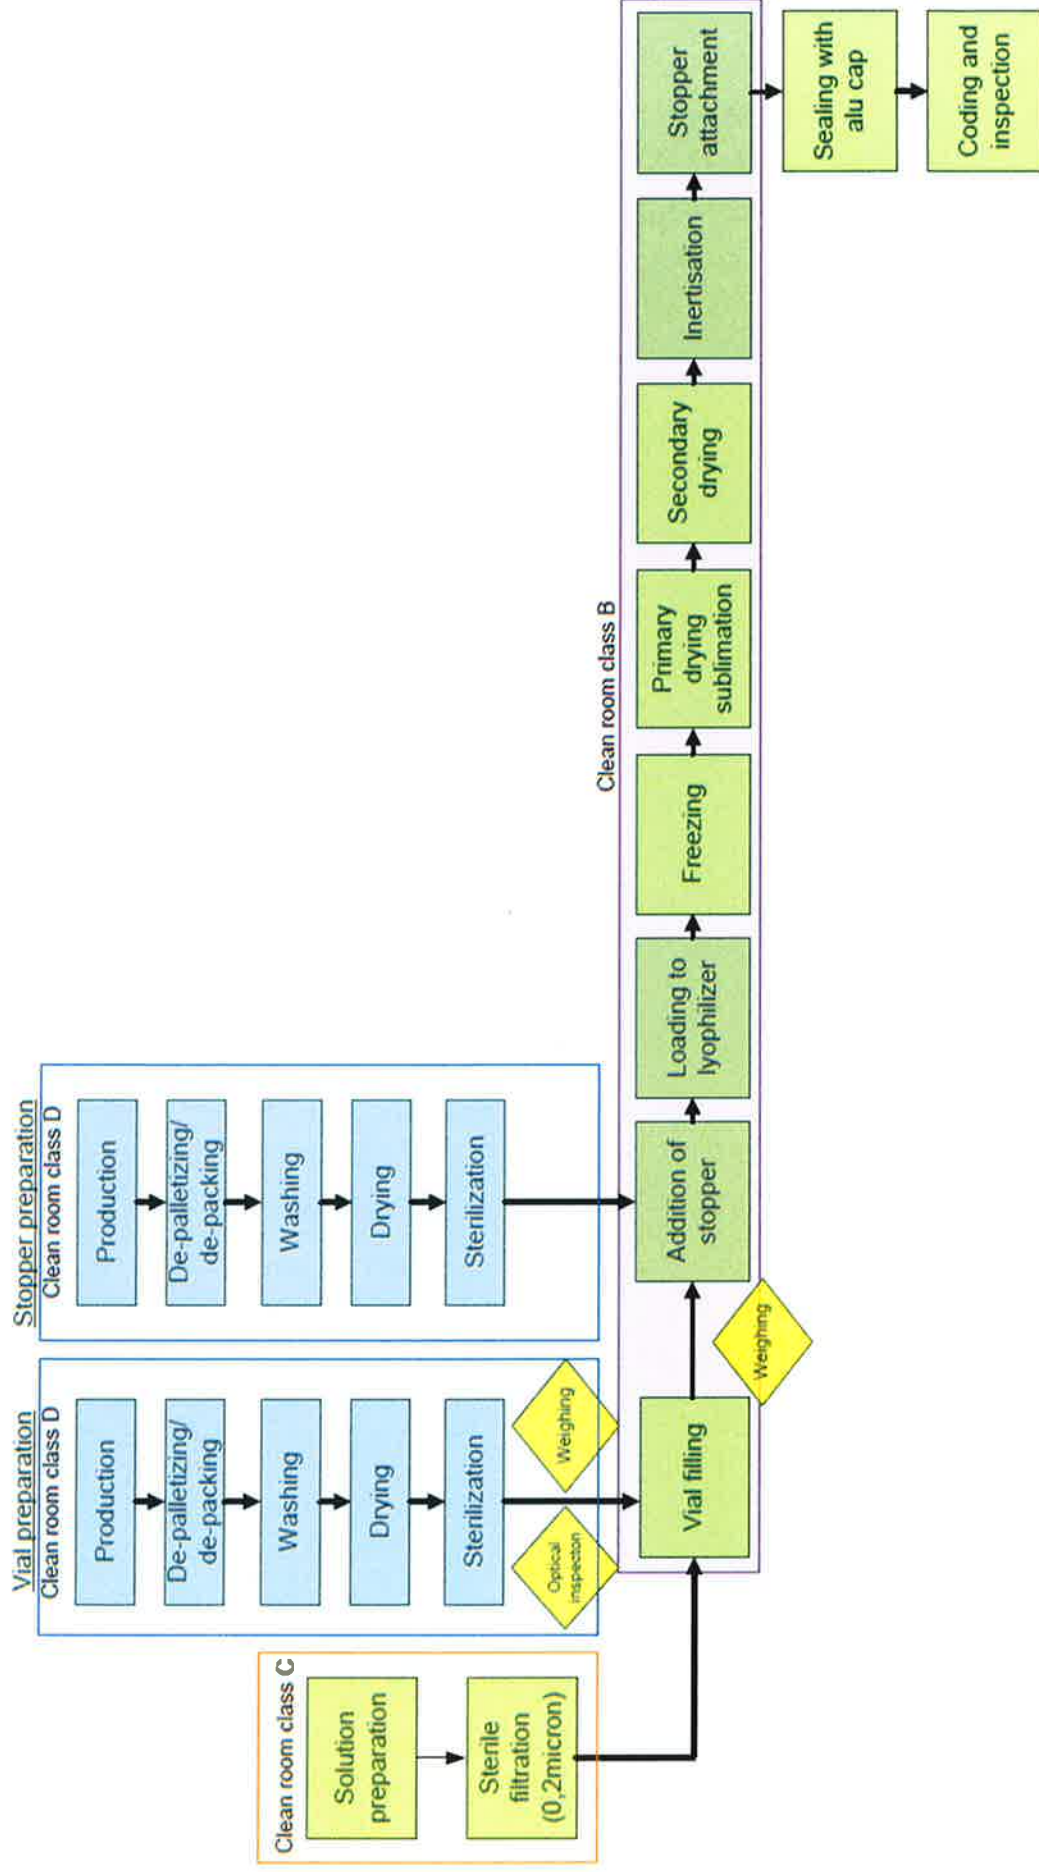 Vial preparation
Clean room class D
Production
De-palletizing/
de-packing
Washing
Drying
Sterilization
Optical
inspecton
Weighing
Stopper preparation
Clean room class D
Production
De-palletizing/
de-packing
Washing
Drying
Sterilization
Clean room class C
Solution
preparation
Sterile
filtration
(0,2micron)
Clean room class B
Vial filling
Weighing
Addition of
stopper
Loading to
lyophilizer
Freezing
Primary
drying
sublimation
Secondary
drying
Inertisation
Stopper
attachment
Sealing with
alu cap
Coding and
inspection